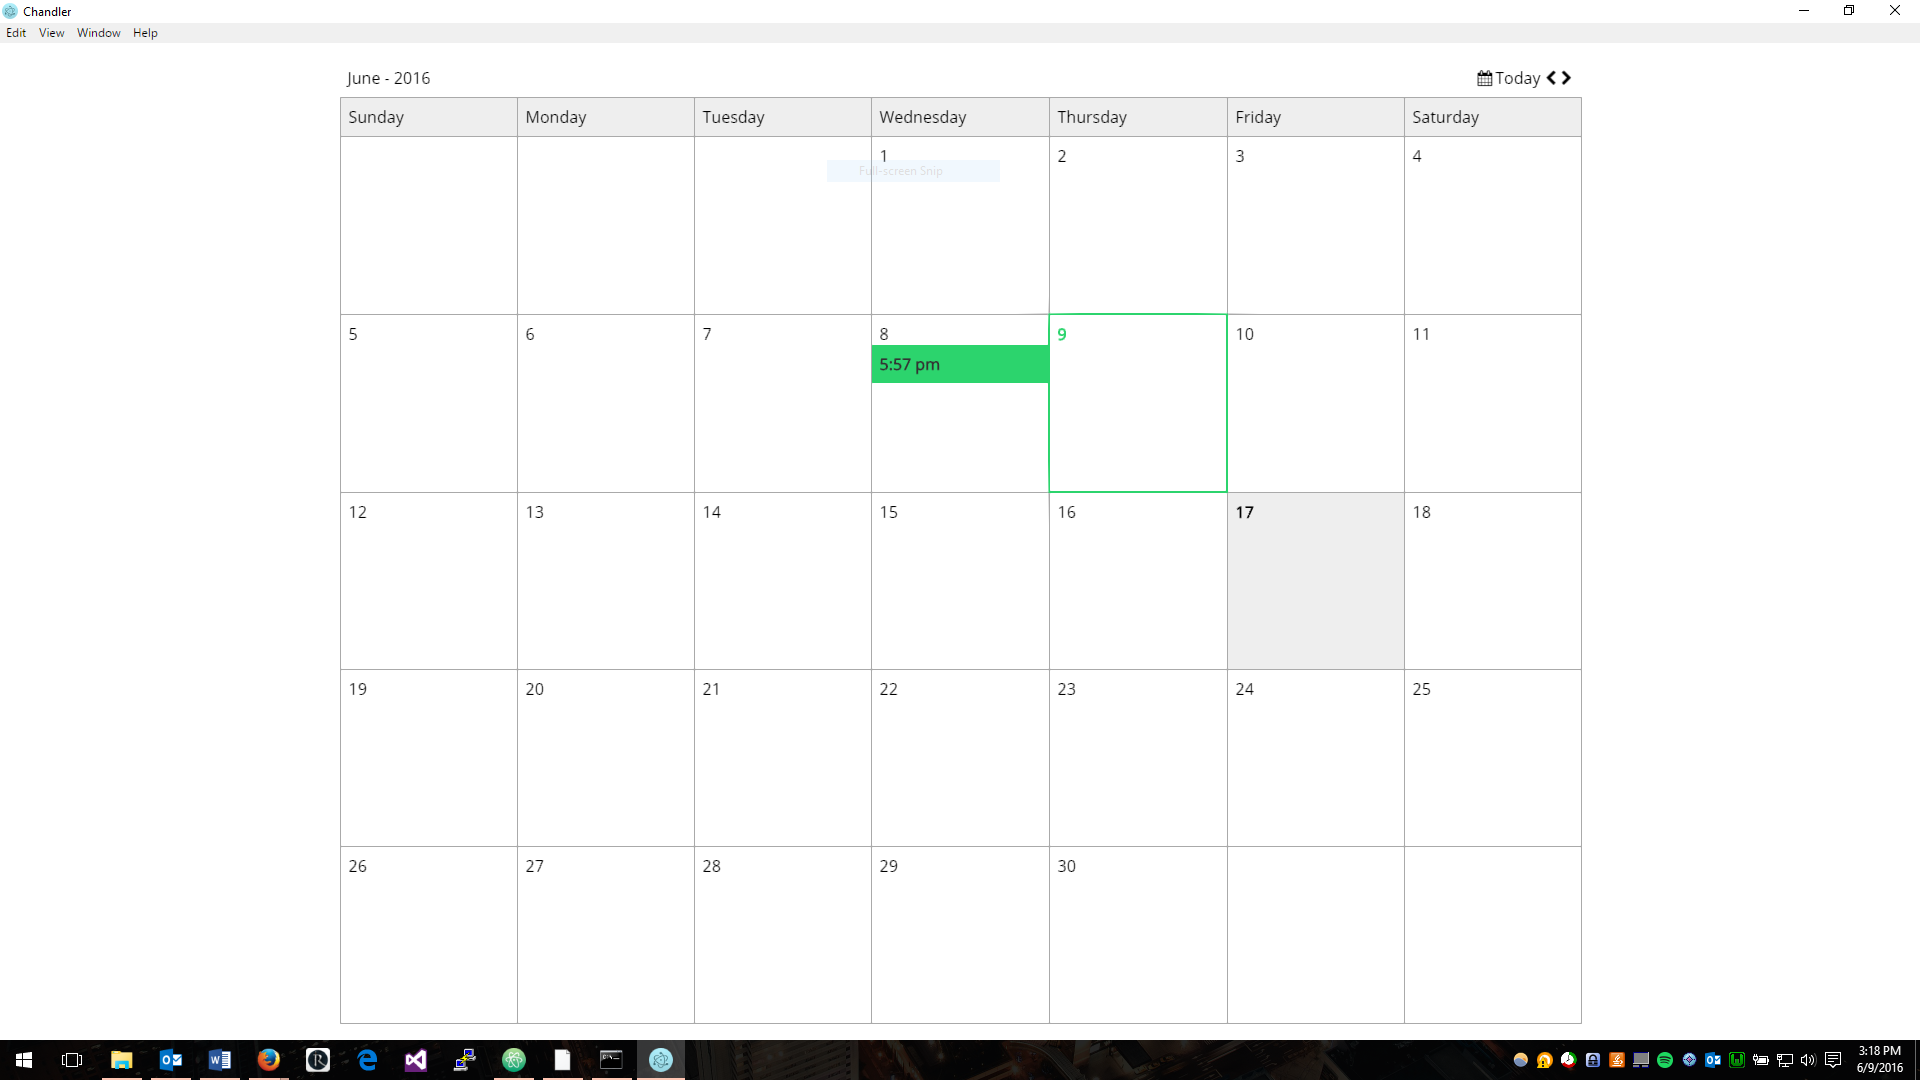 Chandler
Edit View Window Help
June - 2016
Today
Sunday Monday Tuesday Wednesday Thursday Friday Saturday
1 2 3 4
Full-screen Snip
5 6 7 8 9 10 11
5:57 pm
12 13 14 15 16 17 18
19 20 21 22 23 24 25
26 27 28 29 30
3:18 PM
6/9/2016